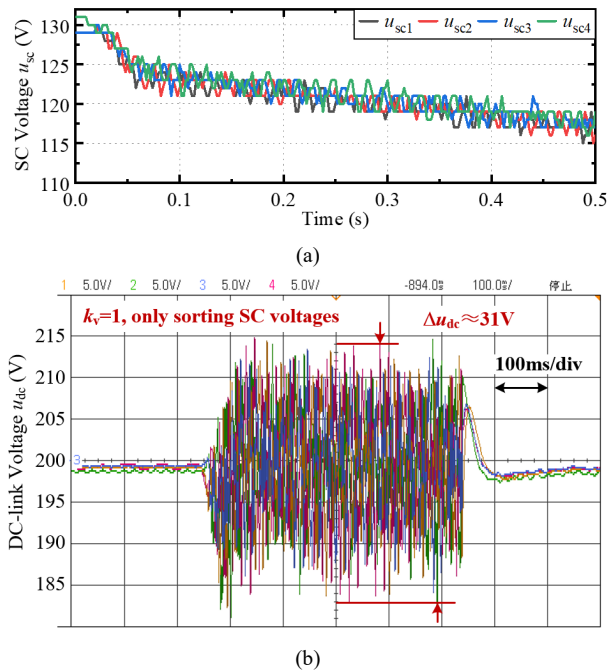 SC Voltage u_sc (V)
130
125
120
115
110
u_sc1 u_sc2 u_sc3 u_sc4
0.0 0.1 0.2 0.3 0.4 0.5
Time (s)
(a)
1 5.0V/ 2 5.0V/ 3 5.0V/ 4 5.0V/ -894.0㎳ 100.0㎳/ 停止
k_v=1, only sorting SC voltages
Δu_dc≈31V
100ms/div
DC-link Voltage u_dc (V)
215
210
205
200
195
190
185
3
(b)